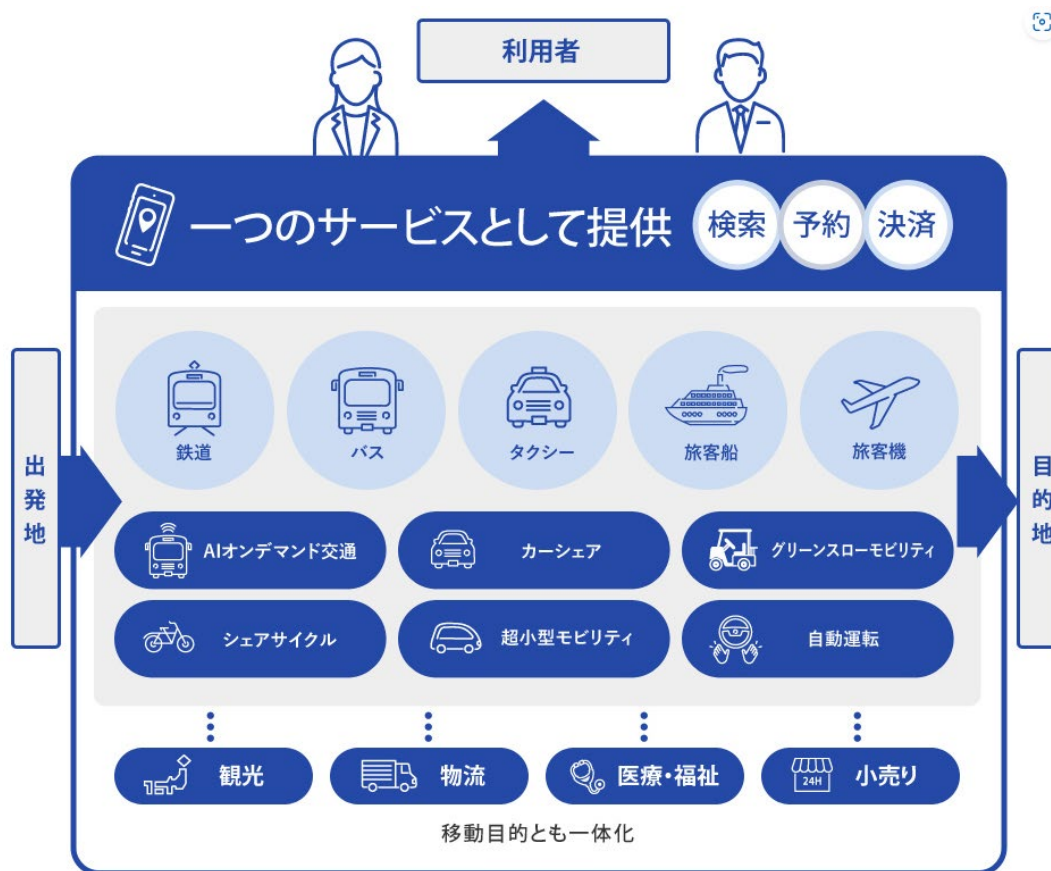 利用者
一つのサービスとして提供
検索
予約
決済
出発地
鉄道
バス
タクシー
旅客船
旅客機
目的地
AIオンデマンド交通
カーシェア
グリーンスローモビリティ
シェアサイクル
超小型モビリティ
自動運転
観光
物流
24H
医療・福祉
小売り
移動目的とも一体化